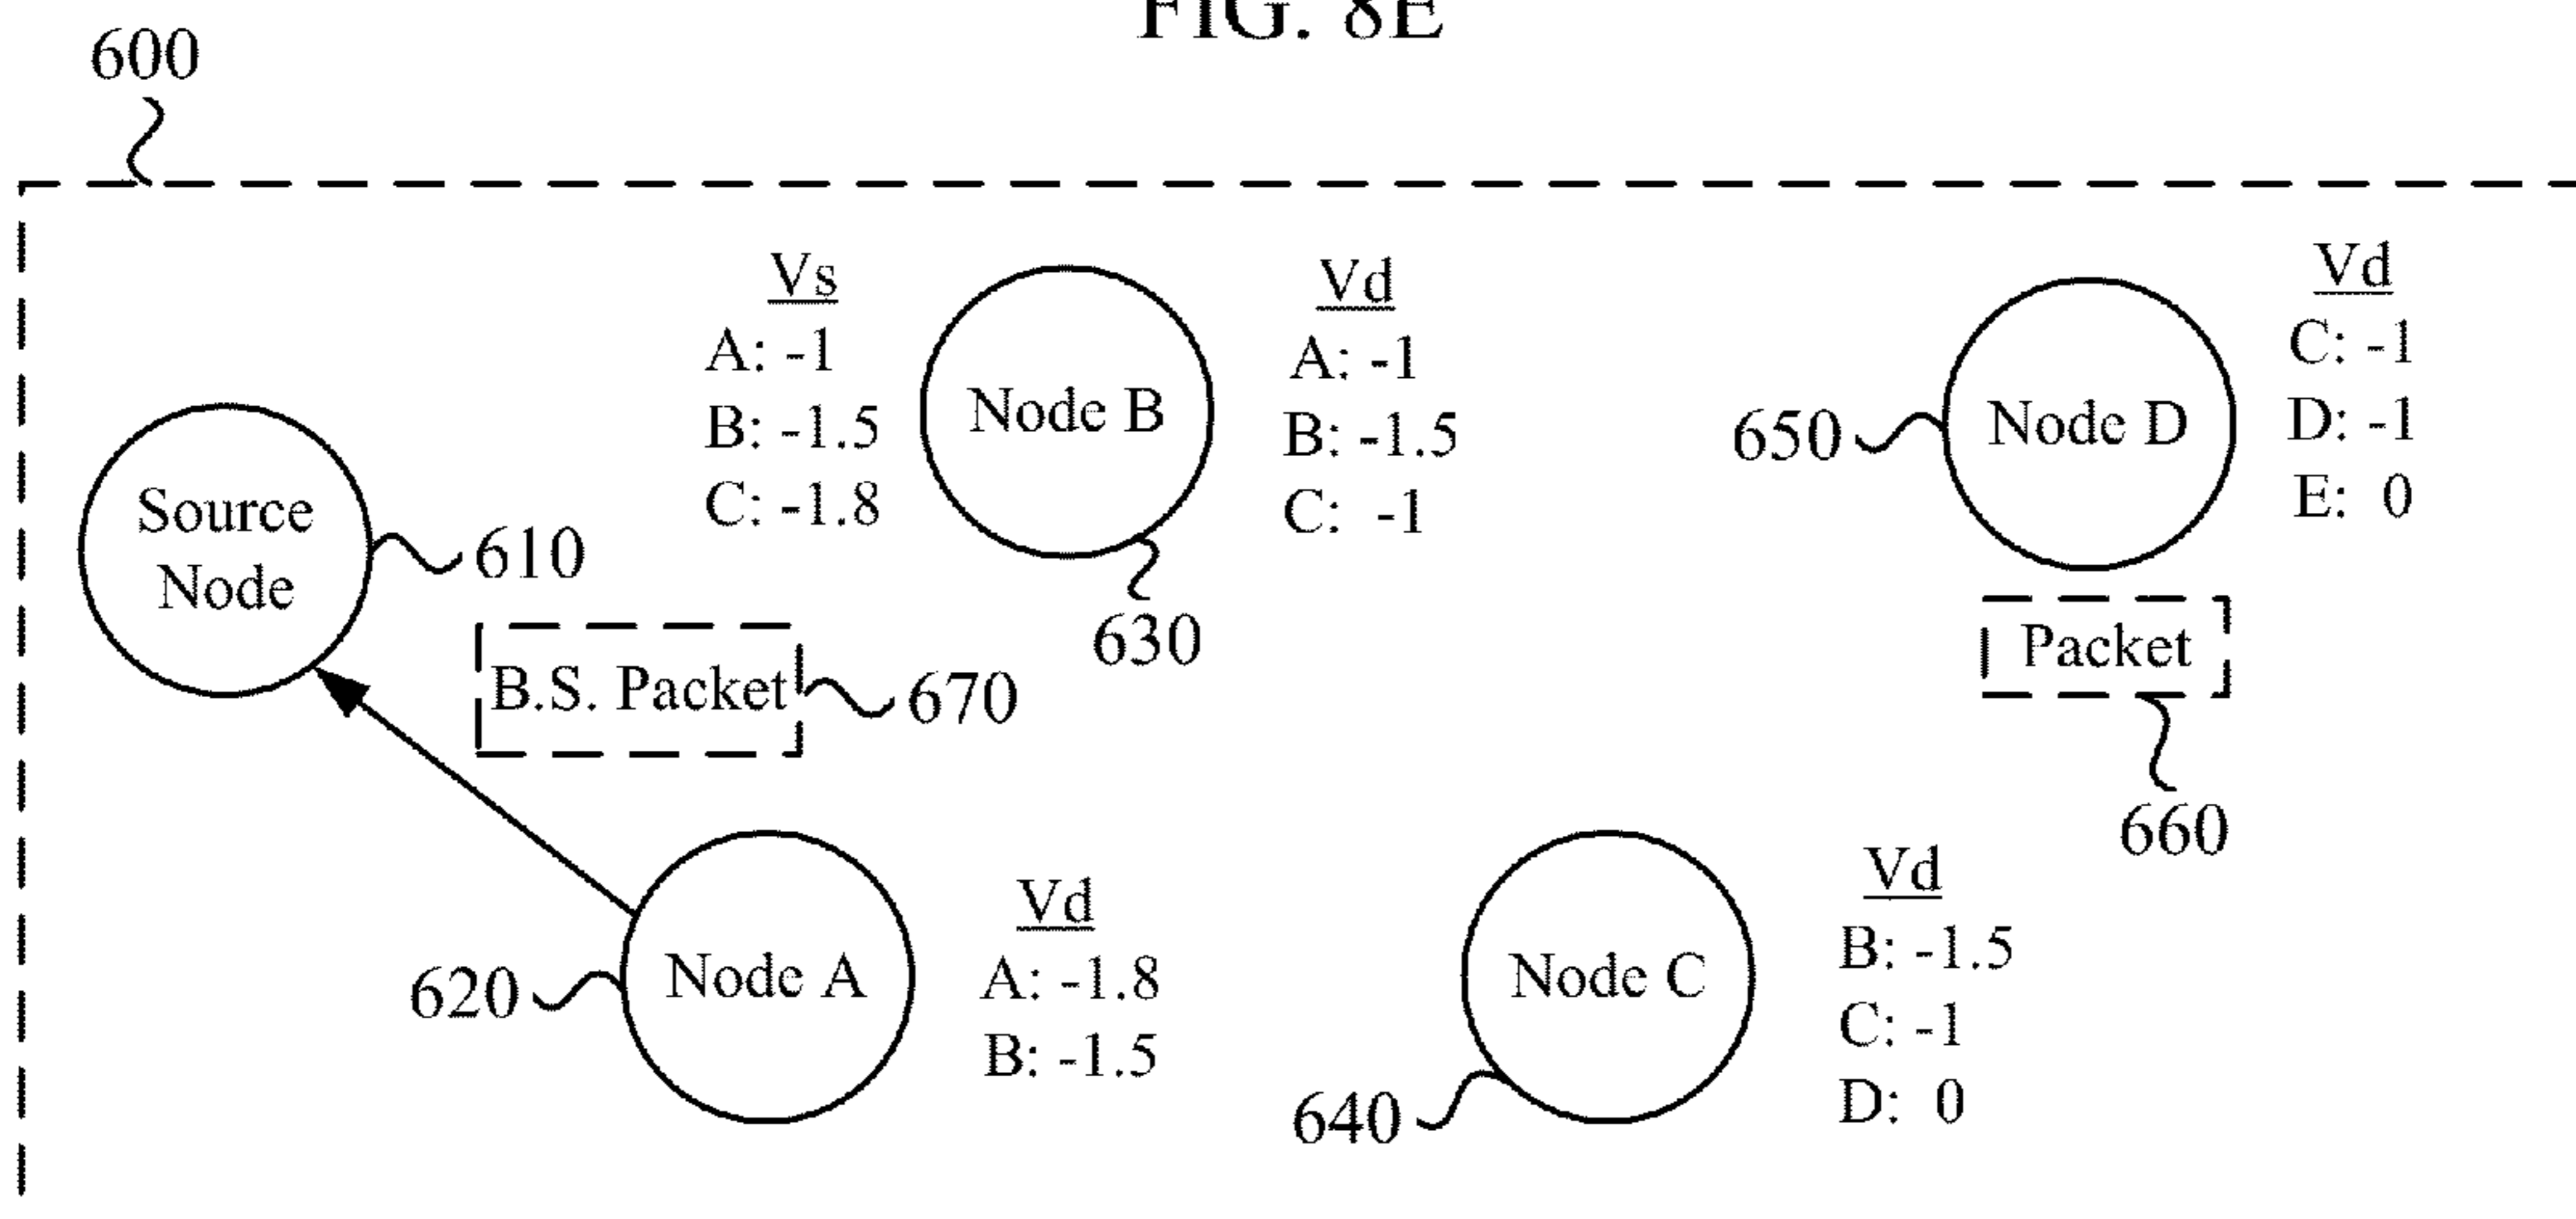 FIG. 8E
600
Vs
A: -1
B: -1.5
C: -1.8
Node B
Vd
A: -1
B: -1.5
C: -1
630
650
Node D
Vd
C: -1
D: -1
E: 0
Source
Node
610
B.S. Packet
670
Packet
660
620
Node A
Vd
A: -1.8
B: -1.5
640
Node C
Vd
B: -1.5
C: -1
D: 0